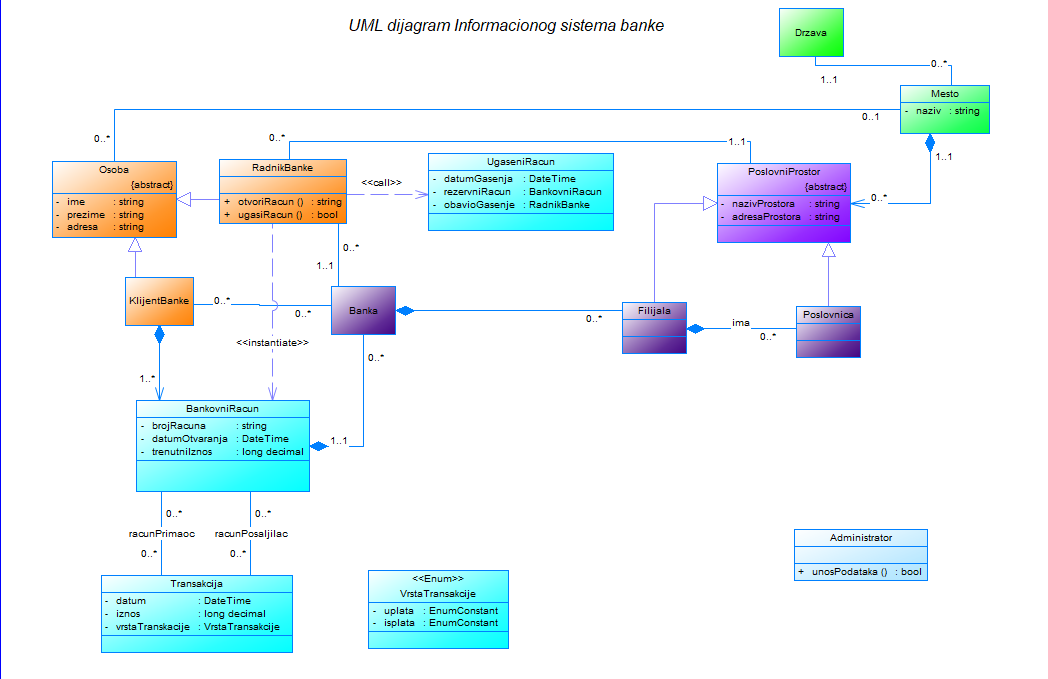 UML dijagram Informacionog sistema banke
Drzava
0..*
1..1
Mesto
- naziv : string
0..1
1..1
0..*
Osoba
{abstract}
- ime : string
- prezime : string
- adresa : string
0..*
RadnikBanke
+ otvoriRacun () : string
+ ugasiRacun () : bool
<<call>>
UgaseniRacun
- datumGasenja : DateTime
- rezervniRacun : BankovniRacun
- obavioGasenje : RadnikBanke
1..1
PoslovniProstor
{abstract}
- nazivProstora : string
- adresaProstora : string
0..*
0..*
1..1
KlijentBanke
0..*
0..*
Banka
0..*
Filijala
ima
0..*
Poslovnica
<<instantiate>>
0..*
1..*
BankovniRacun
- brojRacuna : string
- datumOtvaranja : DateTime
- trenutniIznos : long decimal
1..1
0..*
0..*
racunPrimaoc
racunPosaljilac
0..*
0..*
Transakcija
- datum : DateTime
- iznos : long decimal
- vrstaTranskacije : VrstaTransakcije
<<Enum>>
VrstaTransakcije
- uplata : EnumConstant
- isplata : EnumConstant
Administrator
+ unosPodataka () : bool